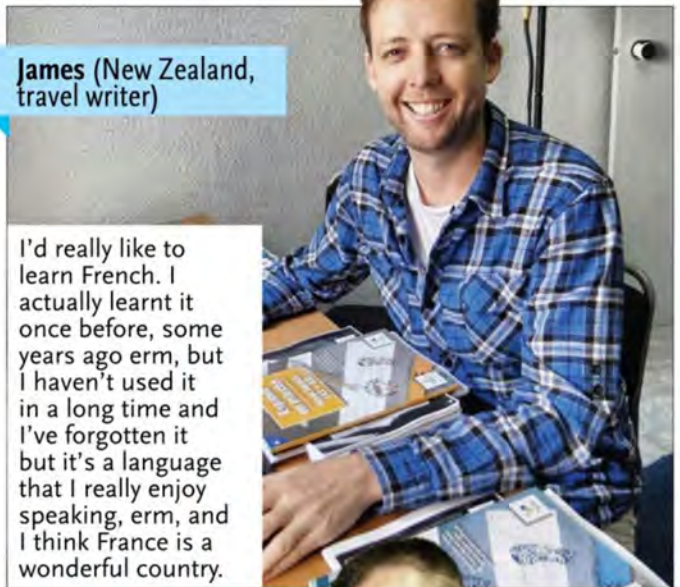 James (New Zealand,
travel writer)
I'd really like to
learn French. I
actually learnt it
once before, some
years ago erm, but
I haven't used it
in a long time and
I've forgotten it
but it's a language
that I really enjoy
speaking, erm, and
I think France is a
wonderful country.